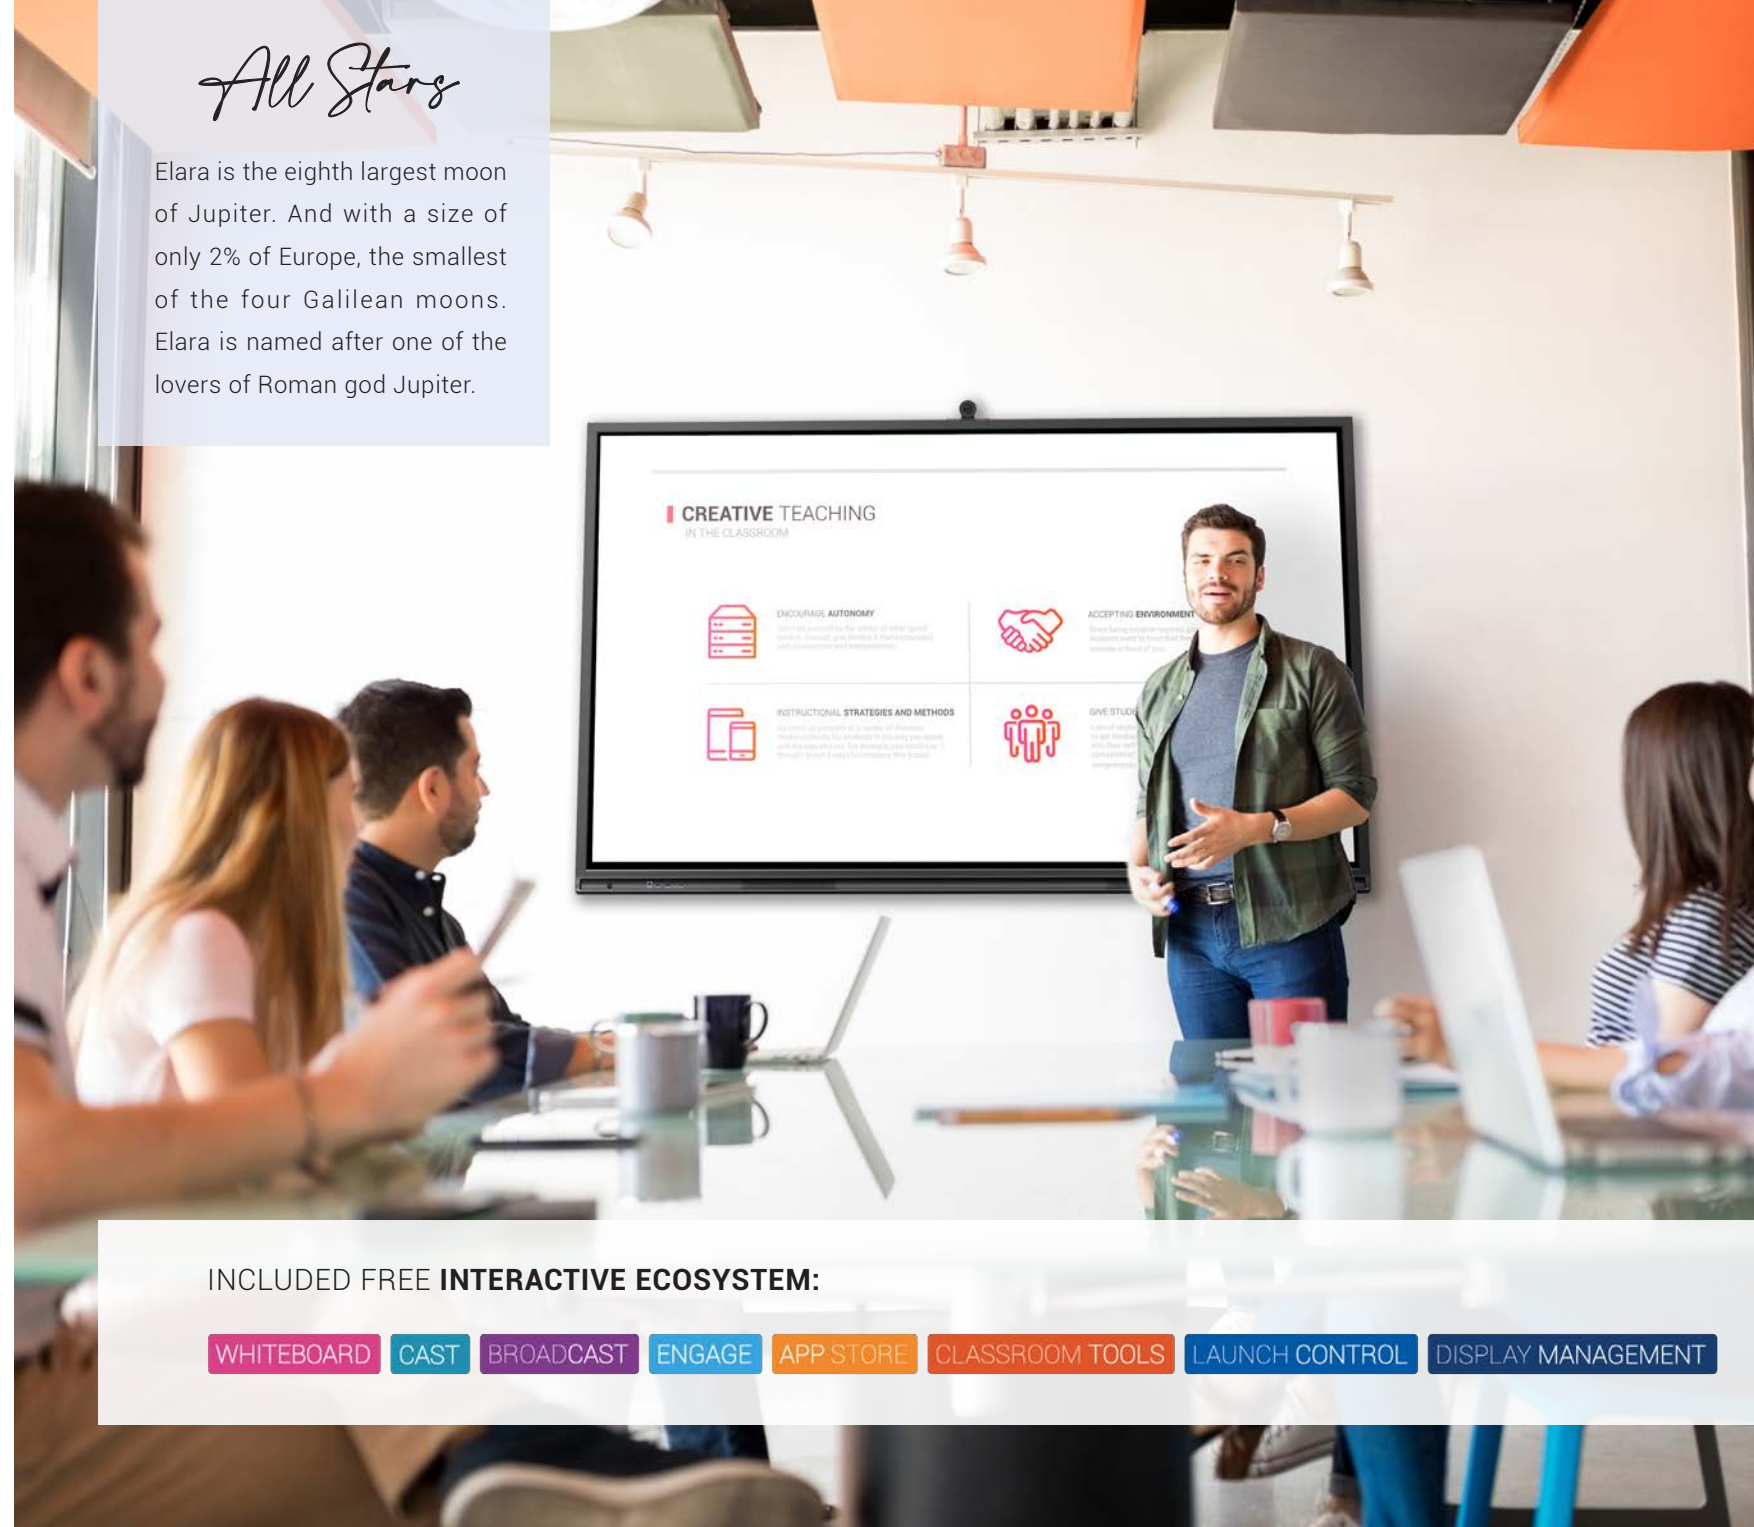 All Stars
Elara is the eighth largest moon
of Jupiter. And with a size of
only 2% of Europe, the smallest
of the four Galilean moons.
Elara is named after one of the
lovers of Roman god Jupiter.
CREATIVE TEACHING
IN THE CLASSROOM
ENCOURAGE AUTONOMY
ACCEPTING ENVIRONMENT
INSTRUCTIONAL STRATEGIES AND METHODS
GIVE STUDE
INCLUDED FREE INTERACTIVE ECOSYSTEM:
WHITEBOARD CAST BROADCAST ENGAGE APP STORE CLASSROOM TOOLS LAUNCH CONTROL DISPLAY MANAGEMENT